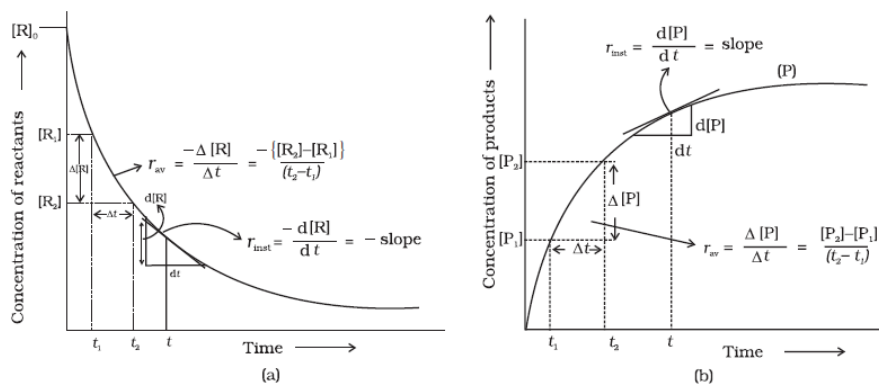 [R]₀
Concentration of reactants
[R₁]
Δ[R]
[R₂]
Δt
r_av = -Δ[R]/Δt = -{[R₂]–[R₁]}/(t₂–t₁)
d[R]
r_inst = -d[R]/dt = – slope
dt
t₁ t₂ t
Time
(a)
Concentration of products
r_inst = d[P]/dt = slope
(P)
d[P]
dt
[P₂]
Δ[P]
[P₁]
Δt
r_av = Δ[P]/Δt = [P₂]–[P₁]/(t₂– t₁)
t₁ t₂ t
Time
(b)